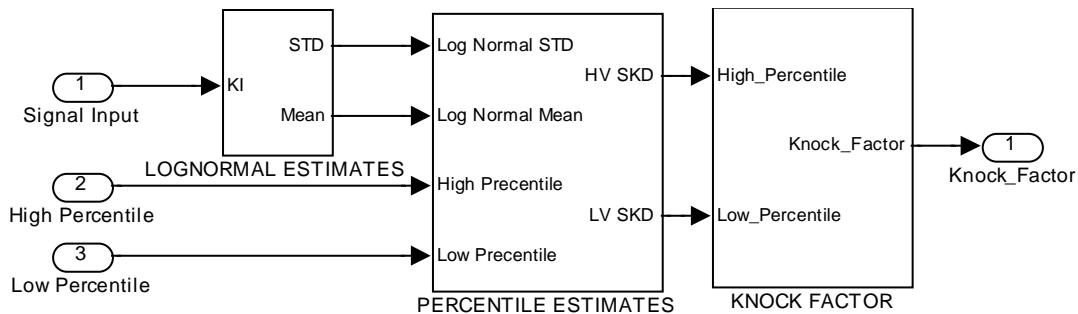 1
Signal Input
2
High Percentile
3
Low Percentile
KI
STD
Mean
LOGNORMAL ESTIMATES
Log Normal STD
Log Normal Mean
High Precentile
Low Precentile
HV SKD
LV SKD
PERCENTILE ESTIMATES
High_Percentile
Low_Percentile
Knock_Factor
KNOCK FACTOR
1
Knock_Factor